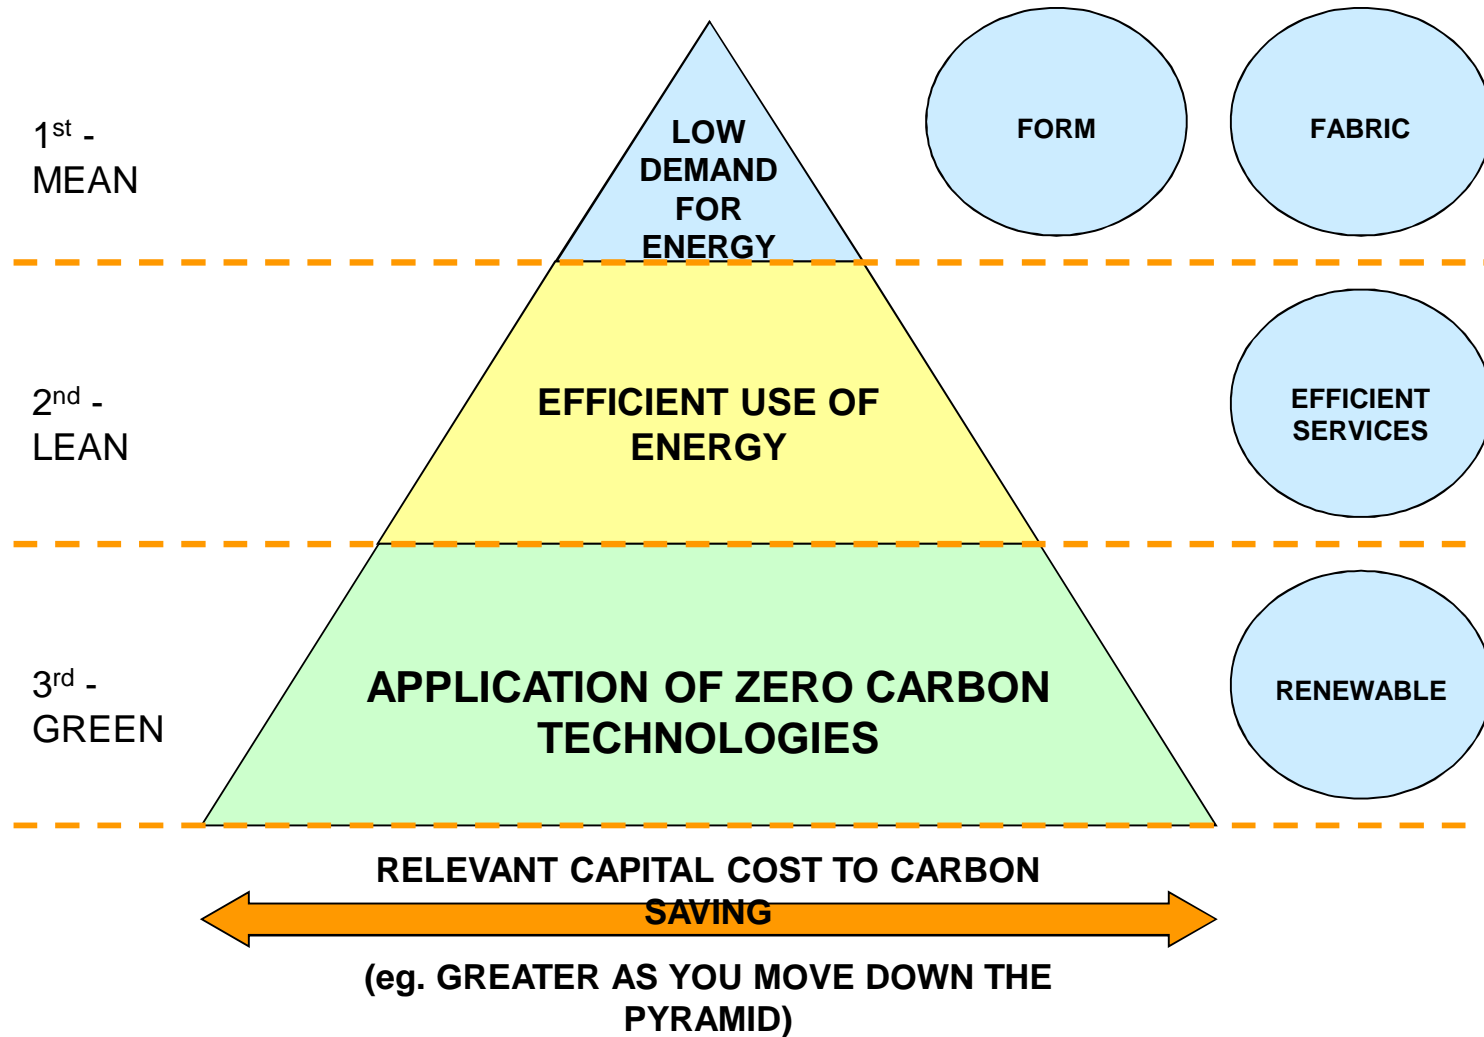 1st -
MEAN
LOW
DEMAND
FOR
ENERGY
FORM
FABRIC
2nd -
LEAN
EFFICIENT USE OF
ENERGY
EFFICIENT
SERVICES
3rd -
GREEN
APPLICATION OF ZERO CARBON
TECHNOLOGIES
RENEWABLE
RELEVANT CAPITAL COST TO CARBON
SAVING
(eg. GREATER AS YOU MOVE DOWN THE
PYRAMID)